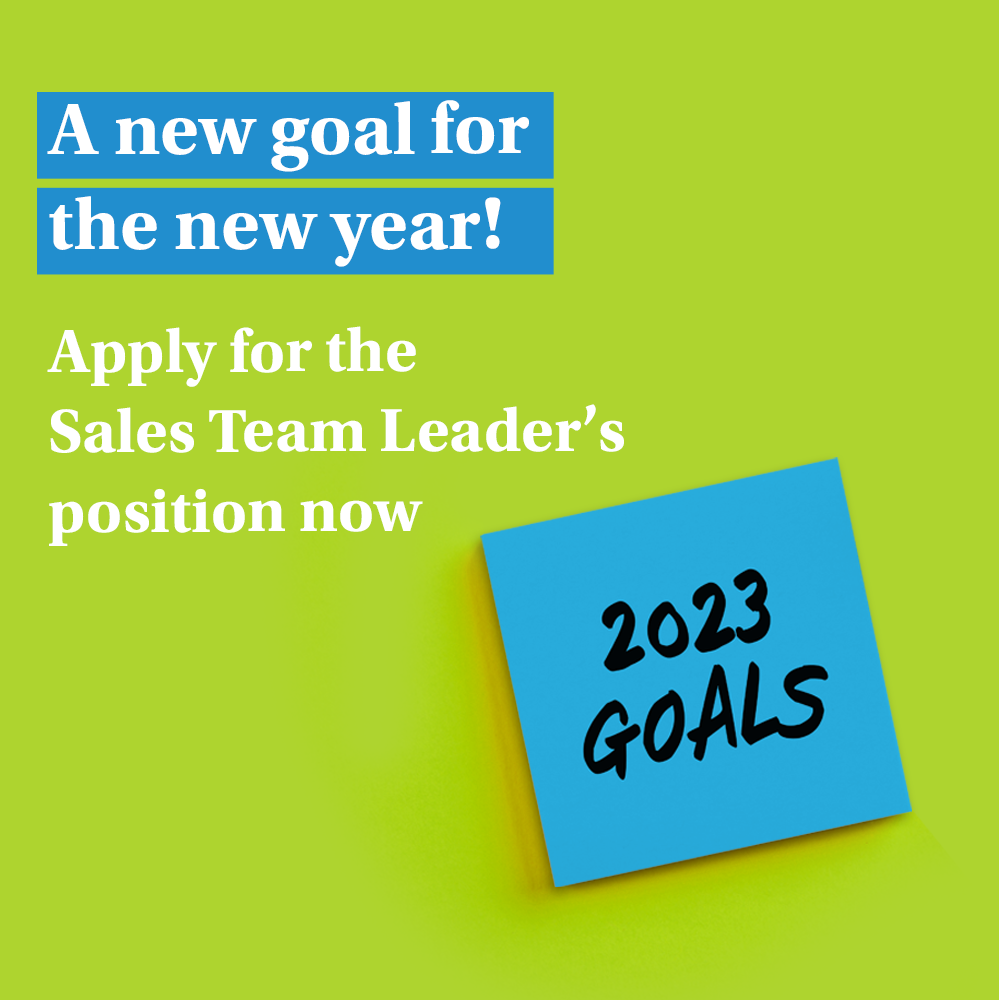 A new goal for
the new year!
Apply for the
Sales Team Leader’s
position now
2023
GOALS